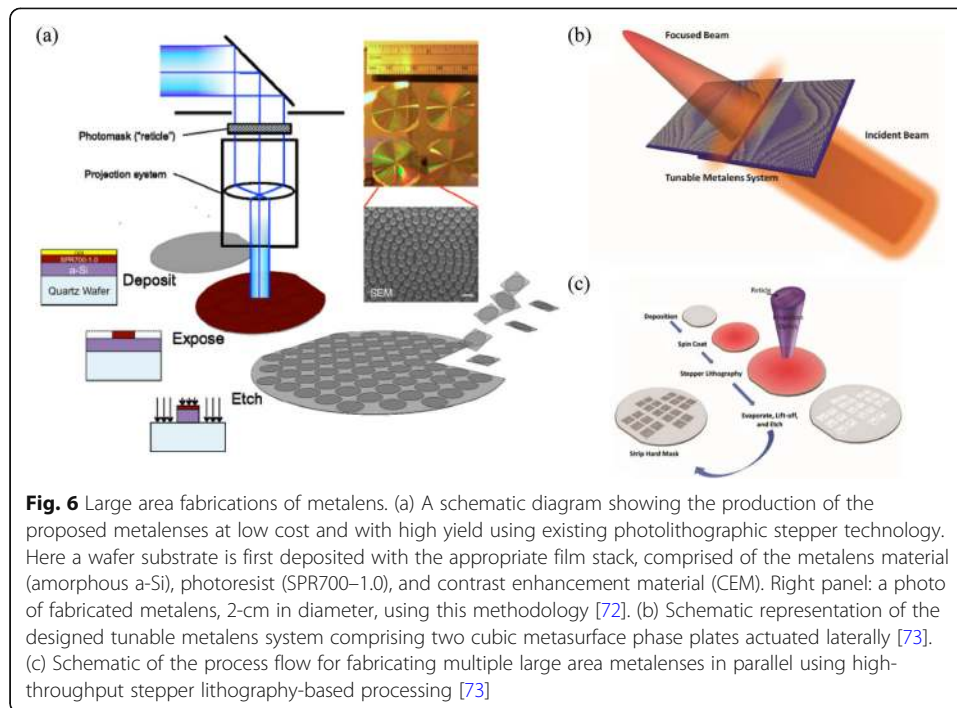 (a)
Photomask ("reticle")
Projection system
SPR700-1.0
a-Si
Quartz Wafer
Deposit
Expose
Etch
SEM
(b)
Focused Beam
Incident Beam
Tunable Metalens System
(c)
Reticle
Deposition
Spin Coat
Stepper Lithography
Evaporate, Lift-off,
and Etch
Strip Hard Mask
Fig. 6 Large area fabrications of metalens. (a) A schematic diagram showing the production of the
proposed metalenses at low cost and with high yield using existing photolithographic stepper technology.
Here a wafer substrate is first deposited with the appropriate film stack, comprised of the metalens material
(amorphous a-Si), photoresist (SPR700–1.0), and contrast enhancement material (CEM). Right panel: a photo
of fabricated metalens, 2-cm in diameter, using this methodology [72]. (b) Schematic representation of the
designed tunable metalens system comprising two cubic metasurface phase plates actuated laterally [73].
(c) Schematic of the process flow for fabricating multiple large area metalenses in parallel using high-
throughput stepper lithography-based processing [73]